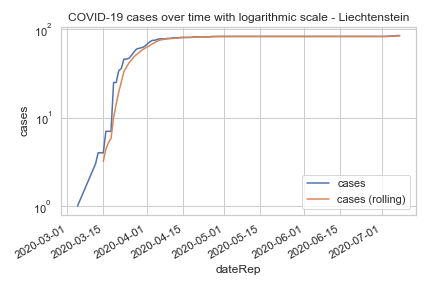 COVID-19 cases over time with logarithmic scale - Liechtenstein
10²
10¹
10⁰
cases
cases
cases (rolling)
2020-03-01
2020-03-15
2020-04-01
2020-04-15
2020-05-01
2020-05-15
2020-06-01
2020-06-15
2020-07-01
dateRep